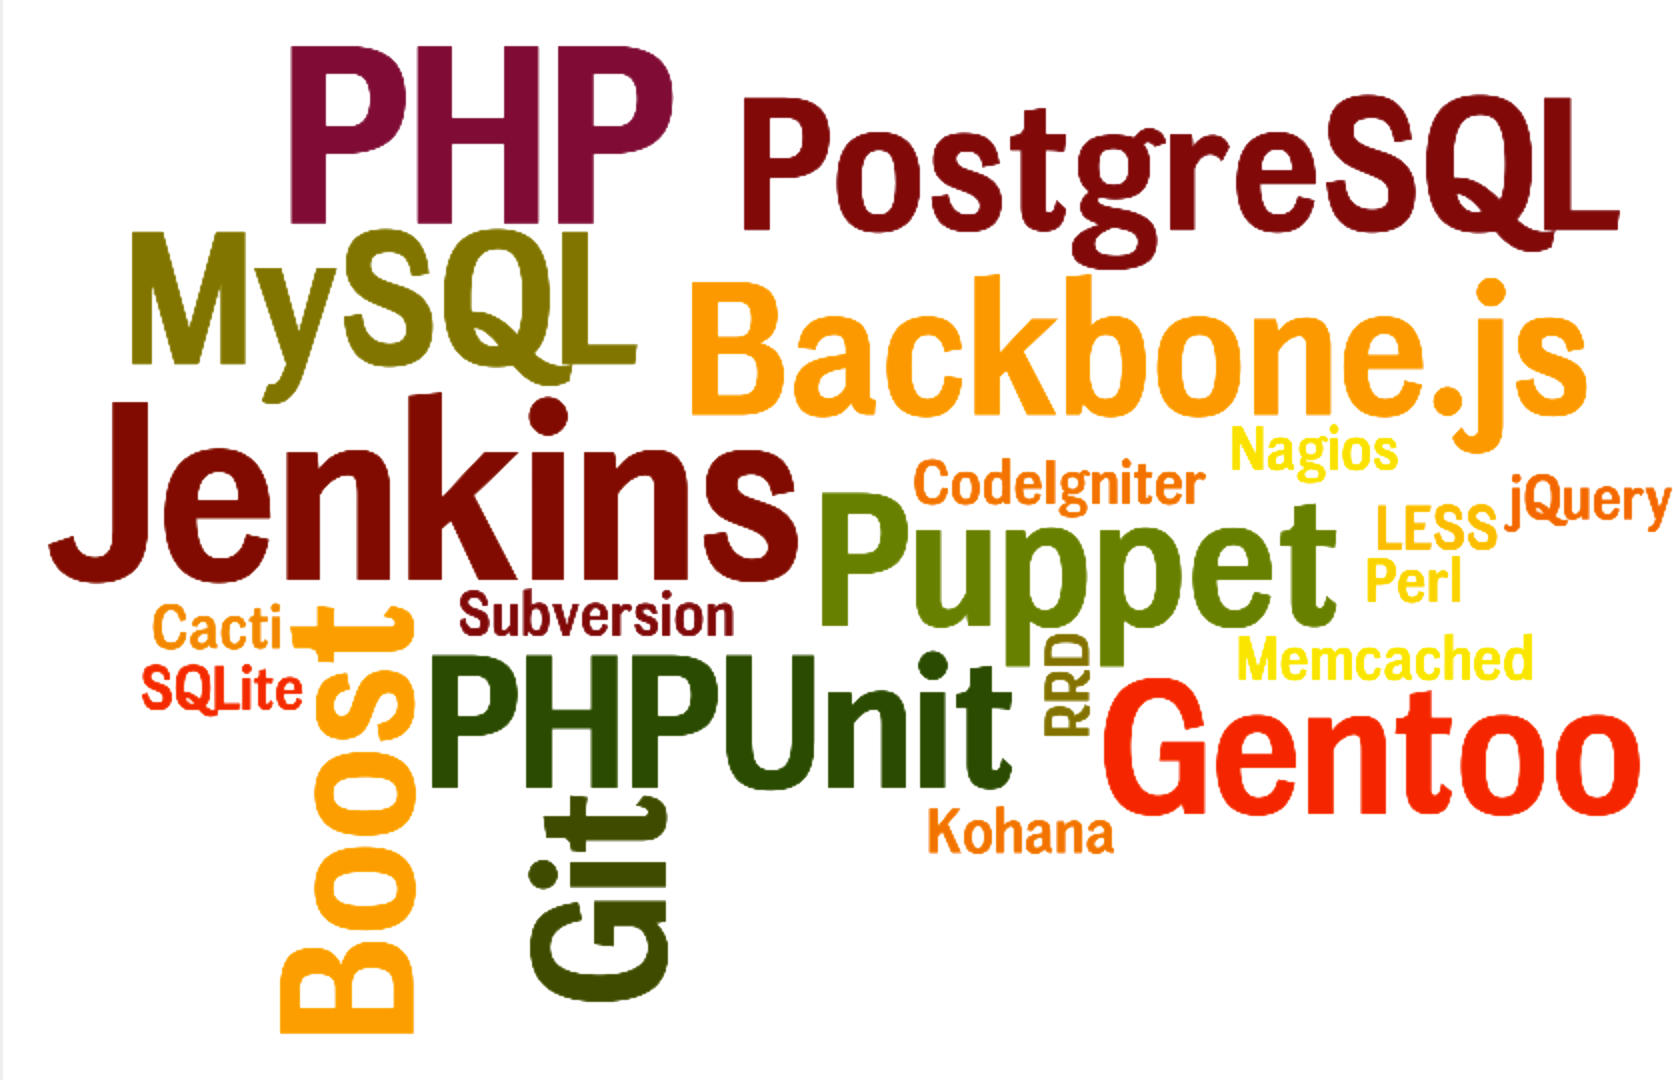 PHP
PostgreSQL
MySQL
Backbone.js
Jenkins
Nagios
CodeIgniter
jQuery
Puppet
LESS
Perl
Cacti
Subversion
Memcached
SQLite
Boost
PHPUnit
RRD
Gentoo
Git
Kohana